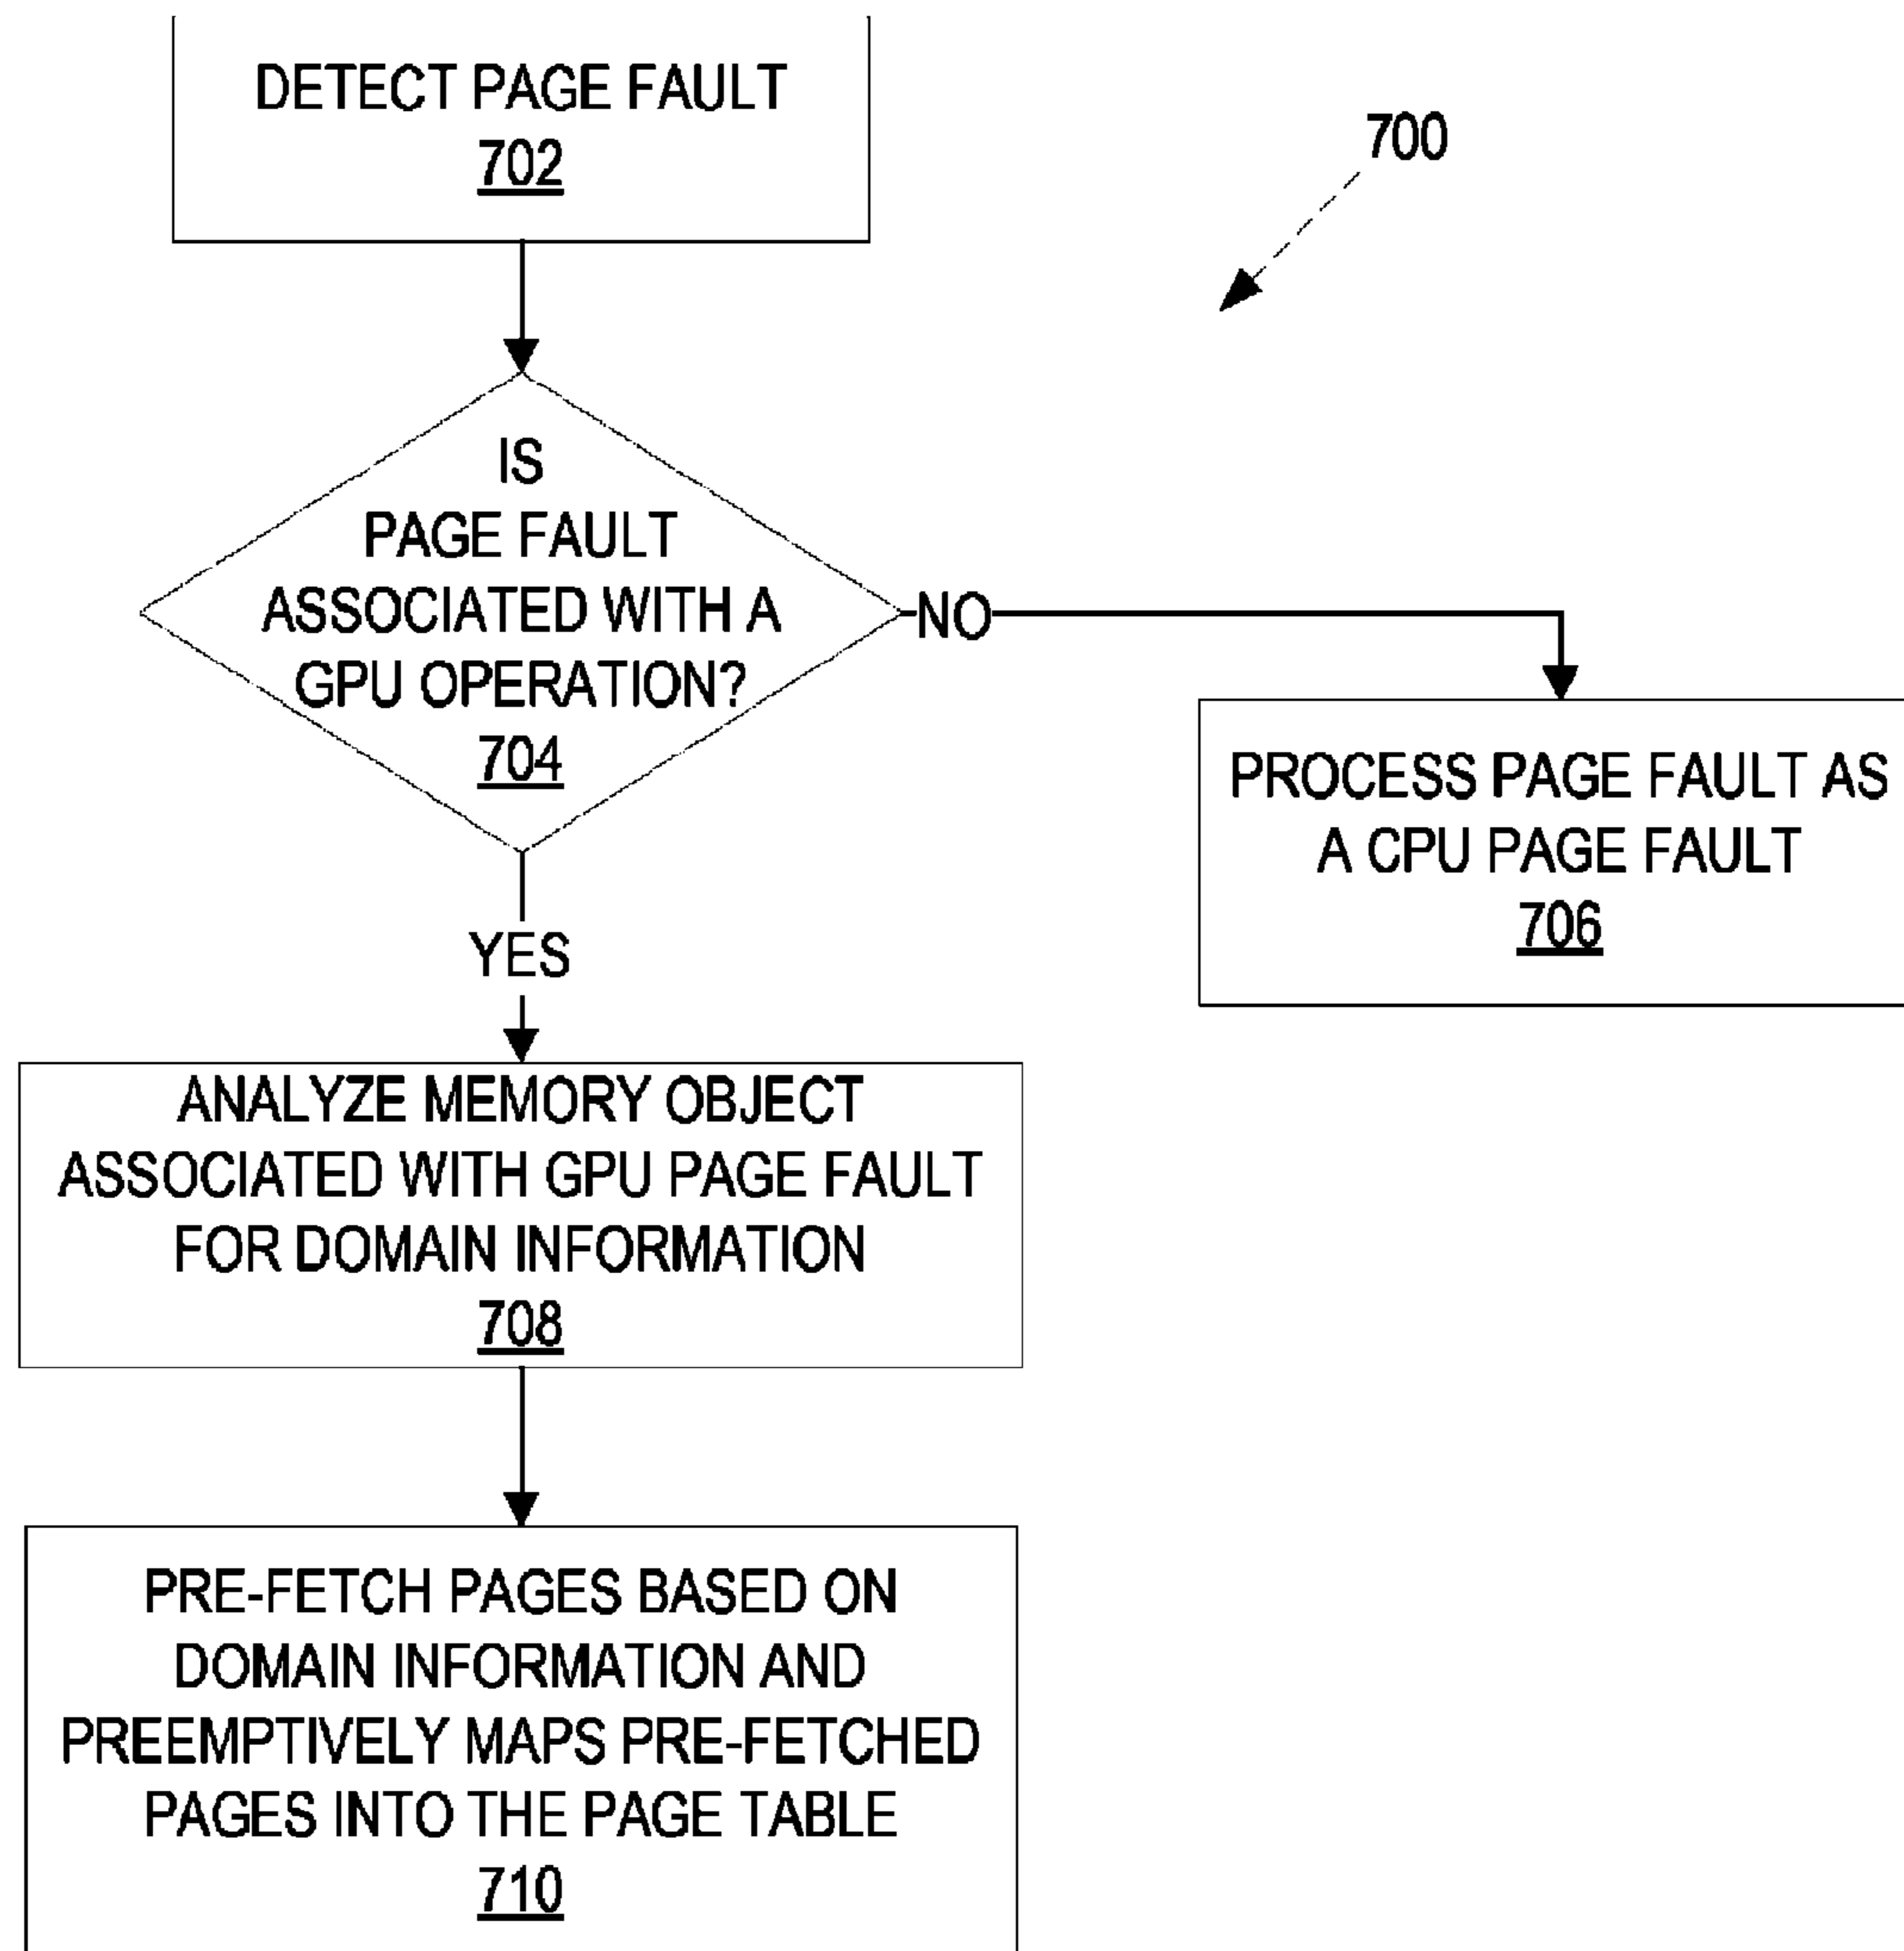 DETECT PAGE FAULT
702
700
IS
PAGE FAULT
ASSOCIATED WITH A
GPU OPERATION?
704
NO
PROCESS PAGE FAULT AS
A CPU PAGE FAULT
706
YES
ANALYZE MEMORY OBJECT
ASSOCIATED WITH GPU PAGE FAULT
FOR DOMAIN INFORMATION
708
PRE-FETCH PAGES BASED ON
DOMAIN INFORMATION AND
PREEMPTIVELY MAPS PRE-FETCHED
PAGES INTO THE PAGE TABLE
710